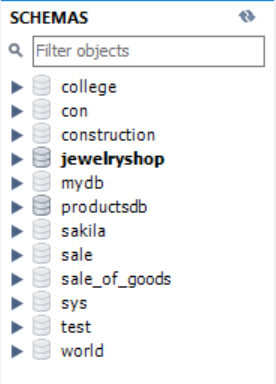 SCHEMAS
Filter objects
college
con
construction
jewelryshop
mydb
productsdb
sakila
sale
sale_of_goods
sys
test
world